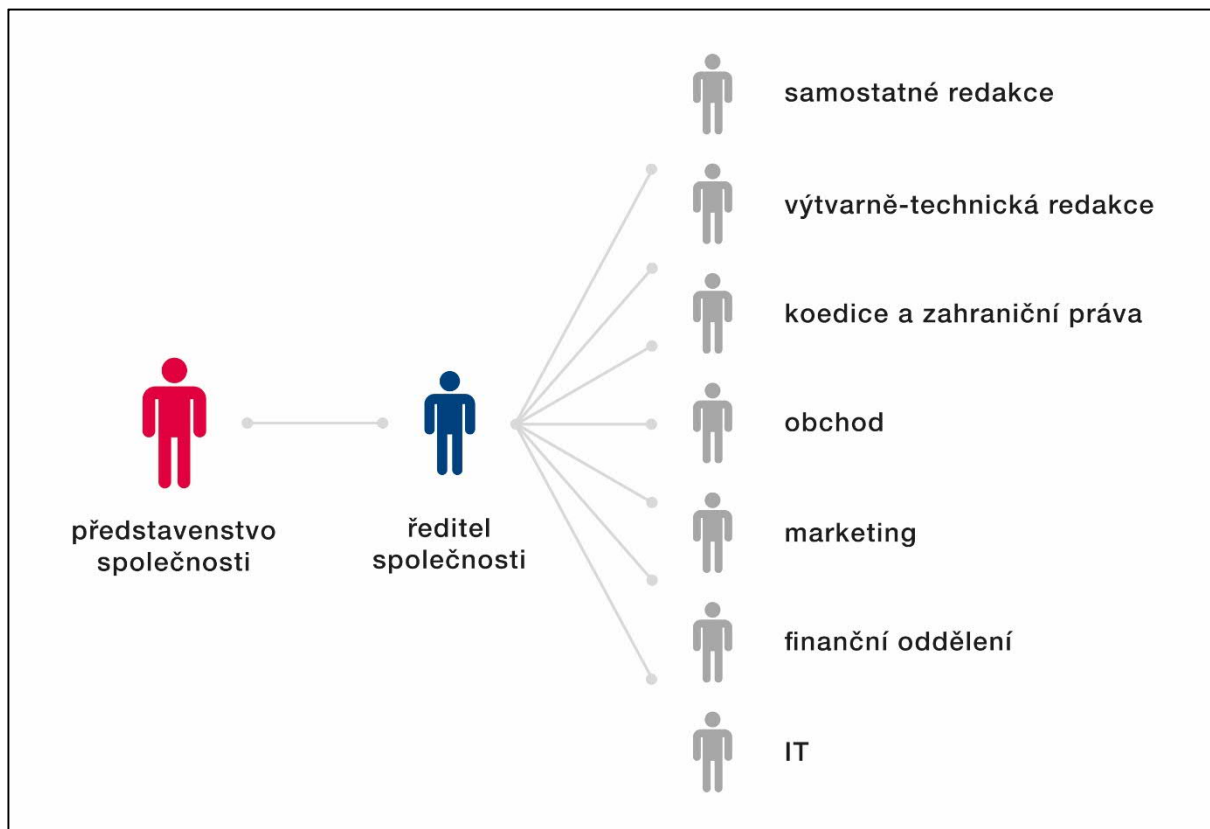 samostatné redakce
výtvarně-technická redakce
koedice a zahraniční práva
obchod
marketing
finanční oddělení
IT
představenstvo
společnosti
ředitel
společnosti